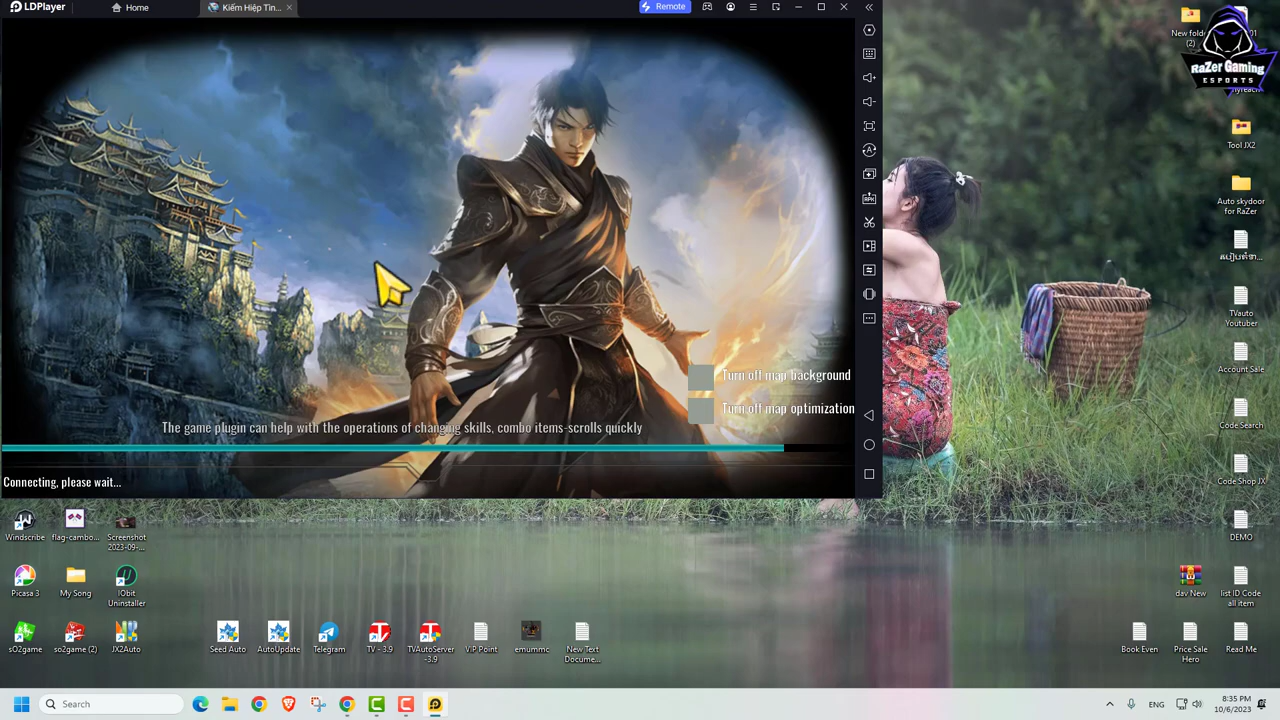 LDPlayer
Home
Kiếm Hiệp Tin...
Remote
Turn off map background
Turn off map optimization
The game plugin can help with the operations of changing skills, combo items-scrolls quickly
Connecting, please wait...
New folder
(2)
01
RaZer Gaming
ESPORTS
Tool JX2
Auto skydoor
for RaZer
TVauto
Youtuber
Account Sale
Code Search
Code Shop JX
DEMO
Windscribe
flag-cambo...
Screenshot
2023-09-...
Picasa 3
My Song
IObit
Uninstaller
dav New
list ID Code
all item
sO2game
so2game (2)
JX2Auto
Seed Auto
AutoUpdate
Telegram
TV - 3.9
TVAutoServer
-3.9
V.I.P Point
emummc
New Text
Docume...
Book Even
Price Sale
Hero
Read Me
Search
ENG
8:35 PM
10/6/2023